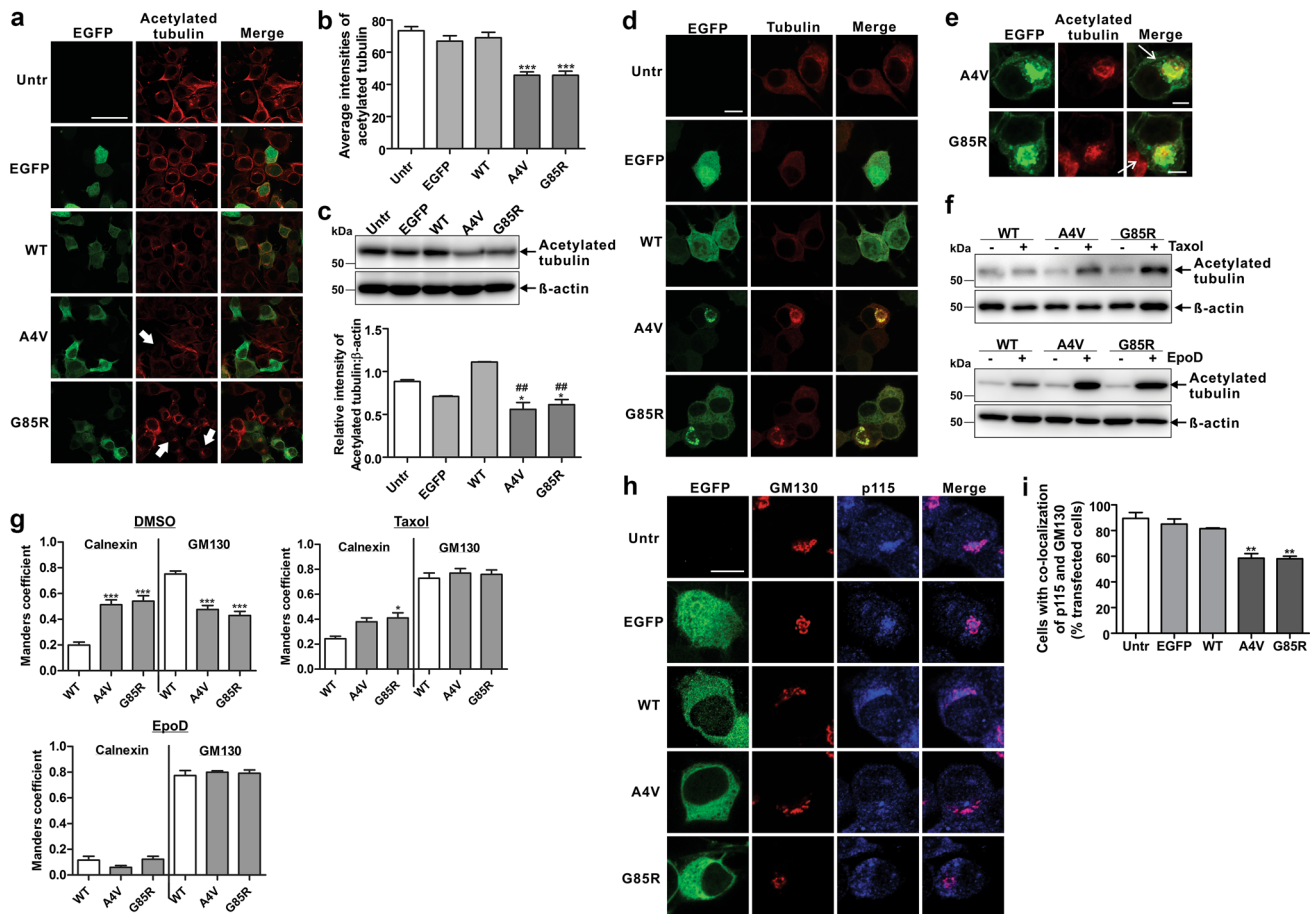 a
EGFP Acetylated tubulin Merge
Untr
EGFP
WT
A4V
G85R
b
Average intensities of
acetylated tubulin
80
60
40
20
0
*** ***
Untr EGFP WT A4V G85R
c
kDa Untr EGFP WT A4V G85R
50 Acetylated
tubulin
50 ß-actin
Relative intensity of
Acetylated tubulin:β-actin
1.5
1.0
0.5
0.0
## ##
* *
Untr EGFP WT A4V G85R
d
EGFP Tubulin Merge
Untr
EGFP
WT
A4V
G85R
e
EGFP Acetylated tubulin Merge
A4V
G85R
f
WT A4V G85R
kDa - + - + - + Taxol
50 Acetylated
tubulin
50 ß-actin
WT A4V G85R
kDa - + - + - + EpoD
50 Acetylated
tubulin
50 ß-actin
g
DMSO
Calnexin GM130
Manders coefficient
1.0
0.8
0.6
0.4
0.2
0.0
*** *** *** ***
WT A4V G85R WT A4V G85R
Taxol
Calnexin GM130
Manders coefficient
1.0
0.8
0.6
0.4
0.2
0.0
*
WT A4V G85R WT A4V G85R
EpoD
Calnexin GM130
Manders coefficient
1.0
0.8
0.6
0.4
0.2
0.0
WT A4V G85R WT A4V G85R
h
EGFP GM130 p115 Merge
Untr
EGFP
WT
A4V
G85R
i
Cells with co-localization
of p115 and GM130
(% transfected cells)
100
80
60
40
20
0
** **
Untr EGFP WT A4V G85R